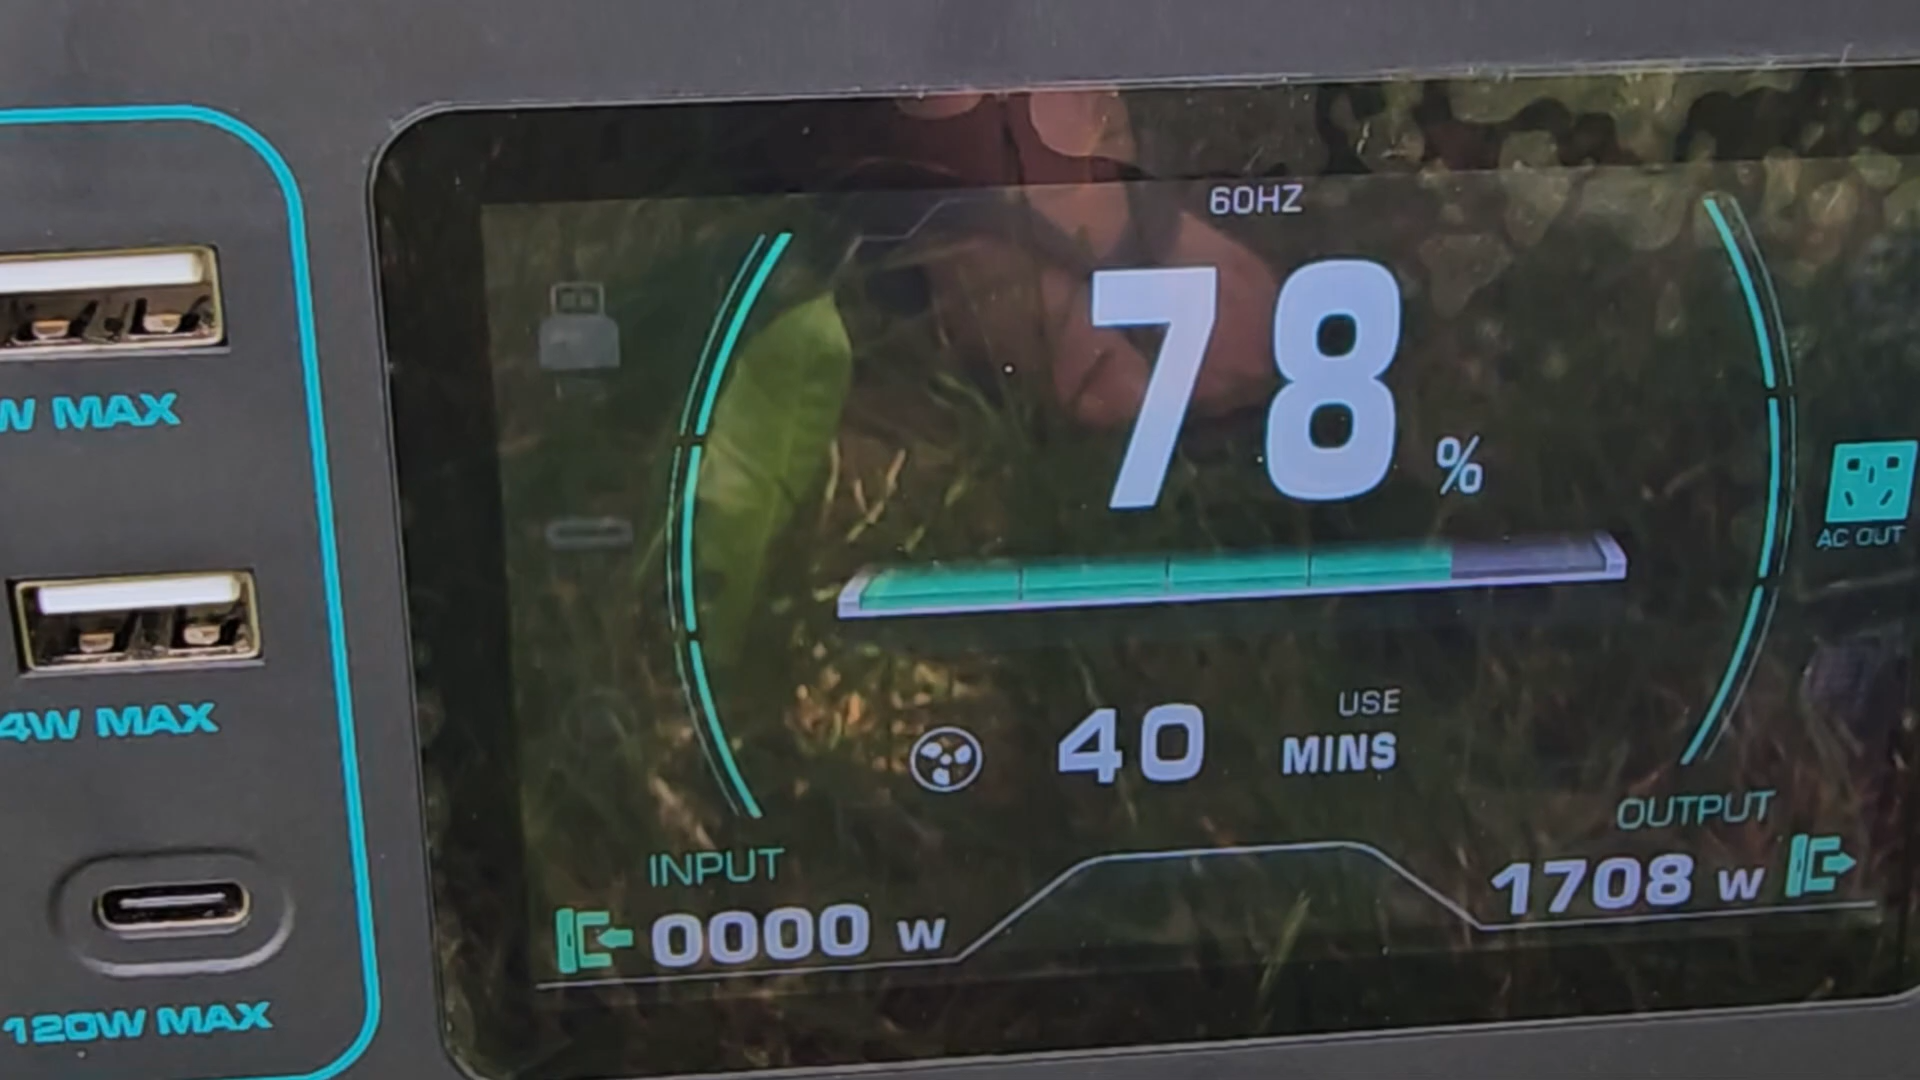 W MAX
4W MAX
120W MAX
60HZ
78 %
AC OUT
40 USE MINS
INPUT
0000 W
OUTPUT
1708 W